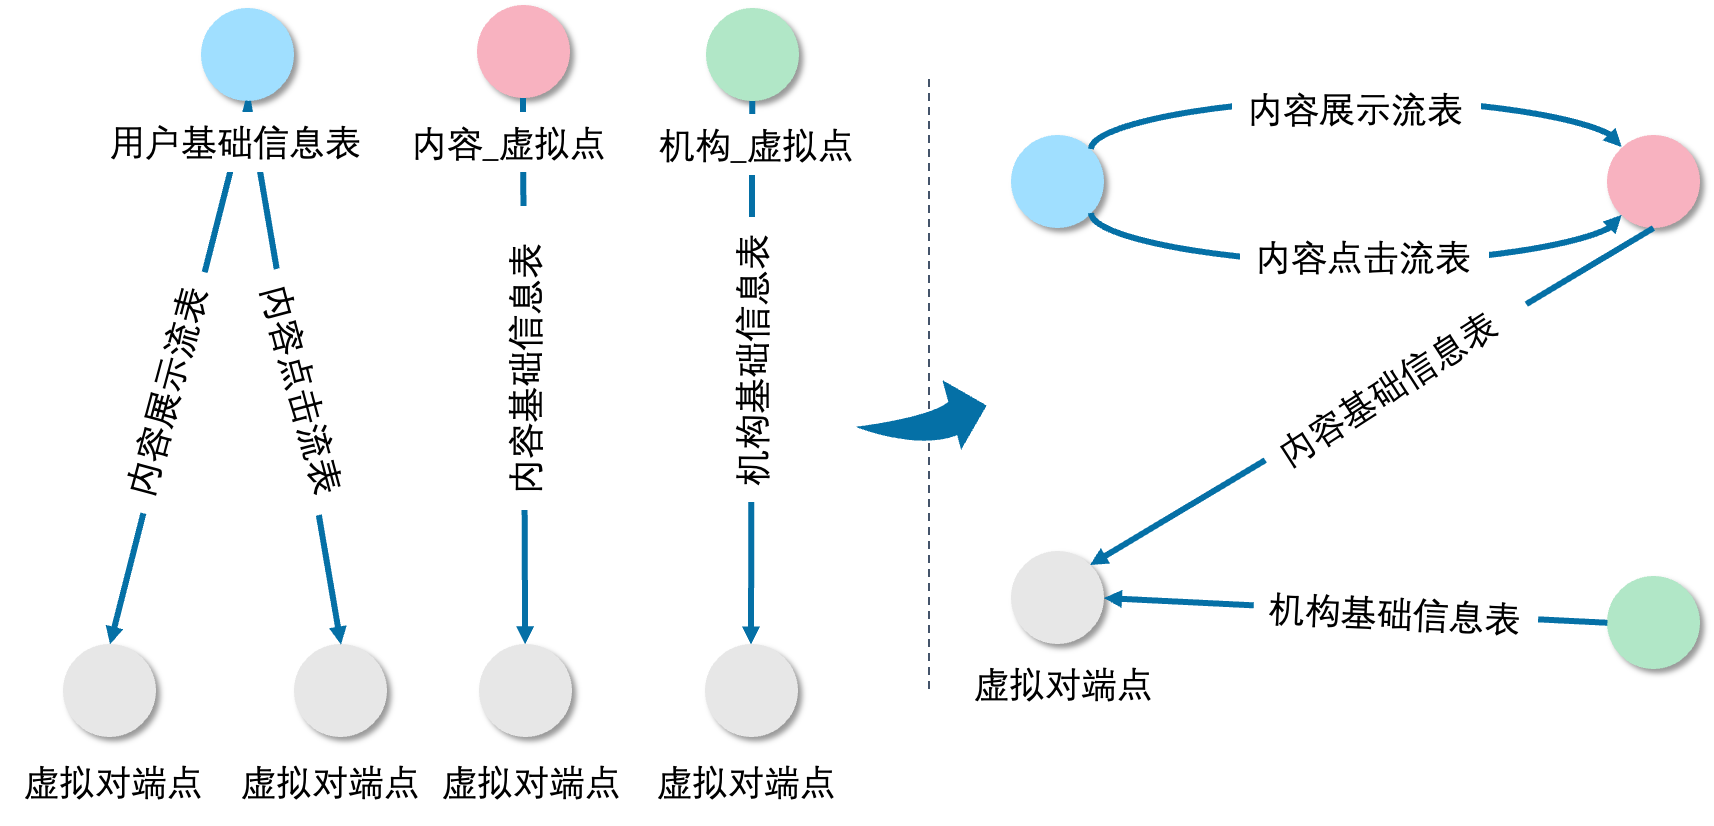 用户基础信息表
内容_虚拟点
机构_虚拟点
内容展示流表
内容点击流表
内容基础信息表
机构基础信息表
虚拟对端点
虚拟对端点
虚拟对端点
虚拟对端点
内容展示流表
内容点击流表
内容基础信息表
机构基础信息表
虚拟对端点